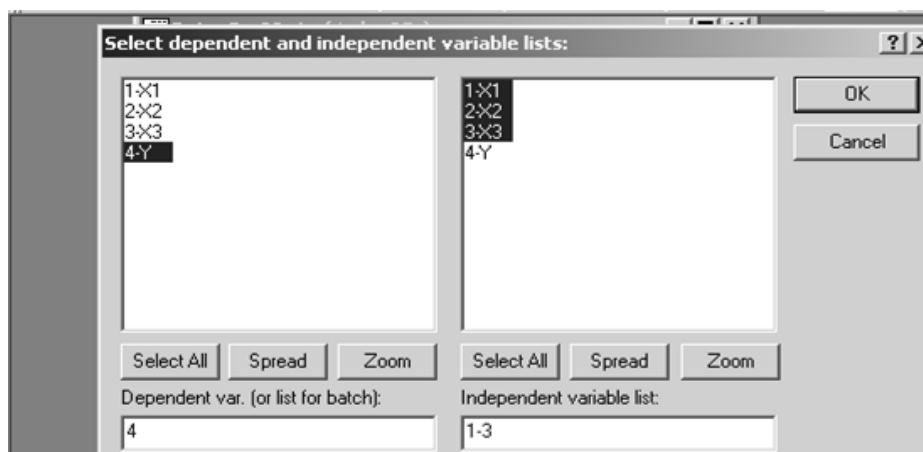 Select dependent and independent variable lists:
1-X1
2-X2
3-X3
4-Y
1-X1
2-X2
3-X3
4-Y
OK
Cancel
Select All Spread Zoom
Select All Spread Zoom
Dependent var. (or list for batch):
Independent variable list:
4
1-3